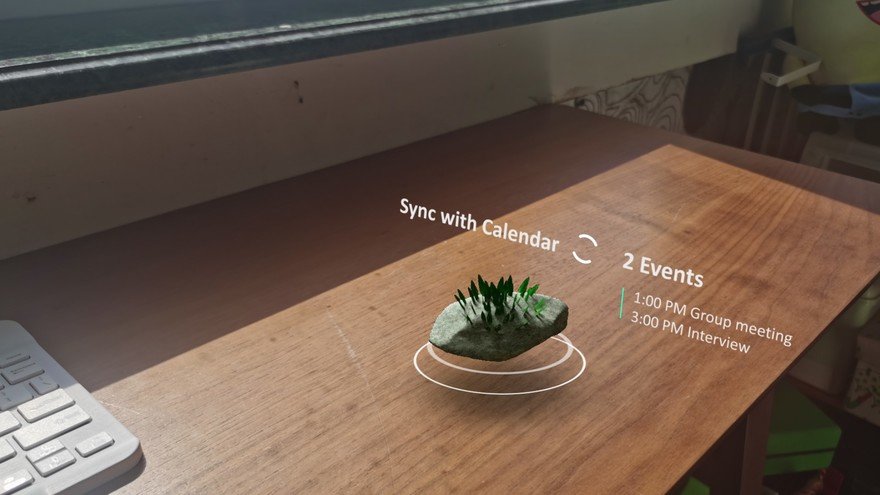 Sync with Calendar
2 Events
1:00 PM Group meeting
3:00 PM Interview